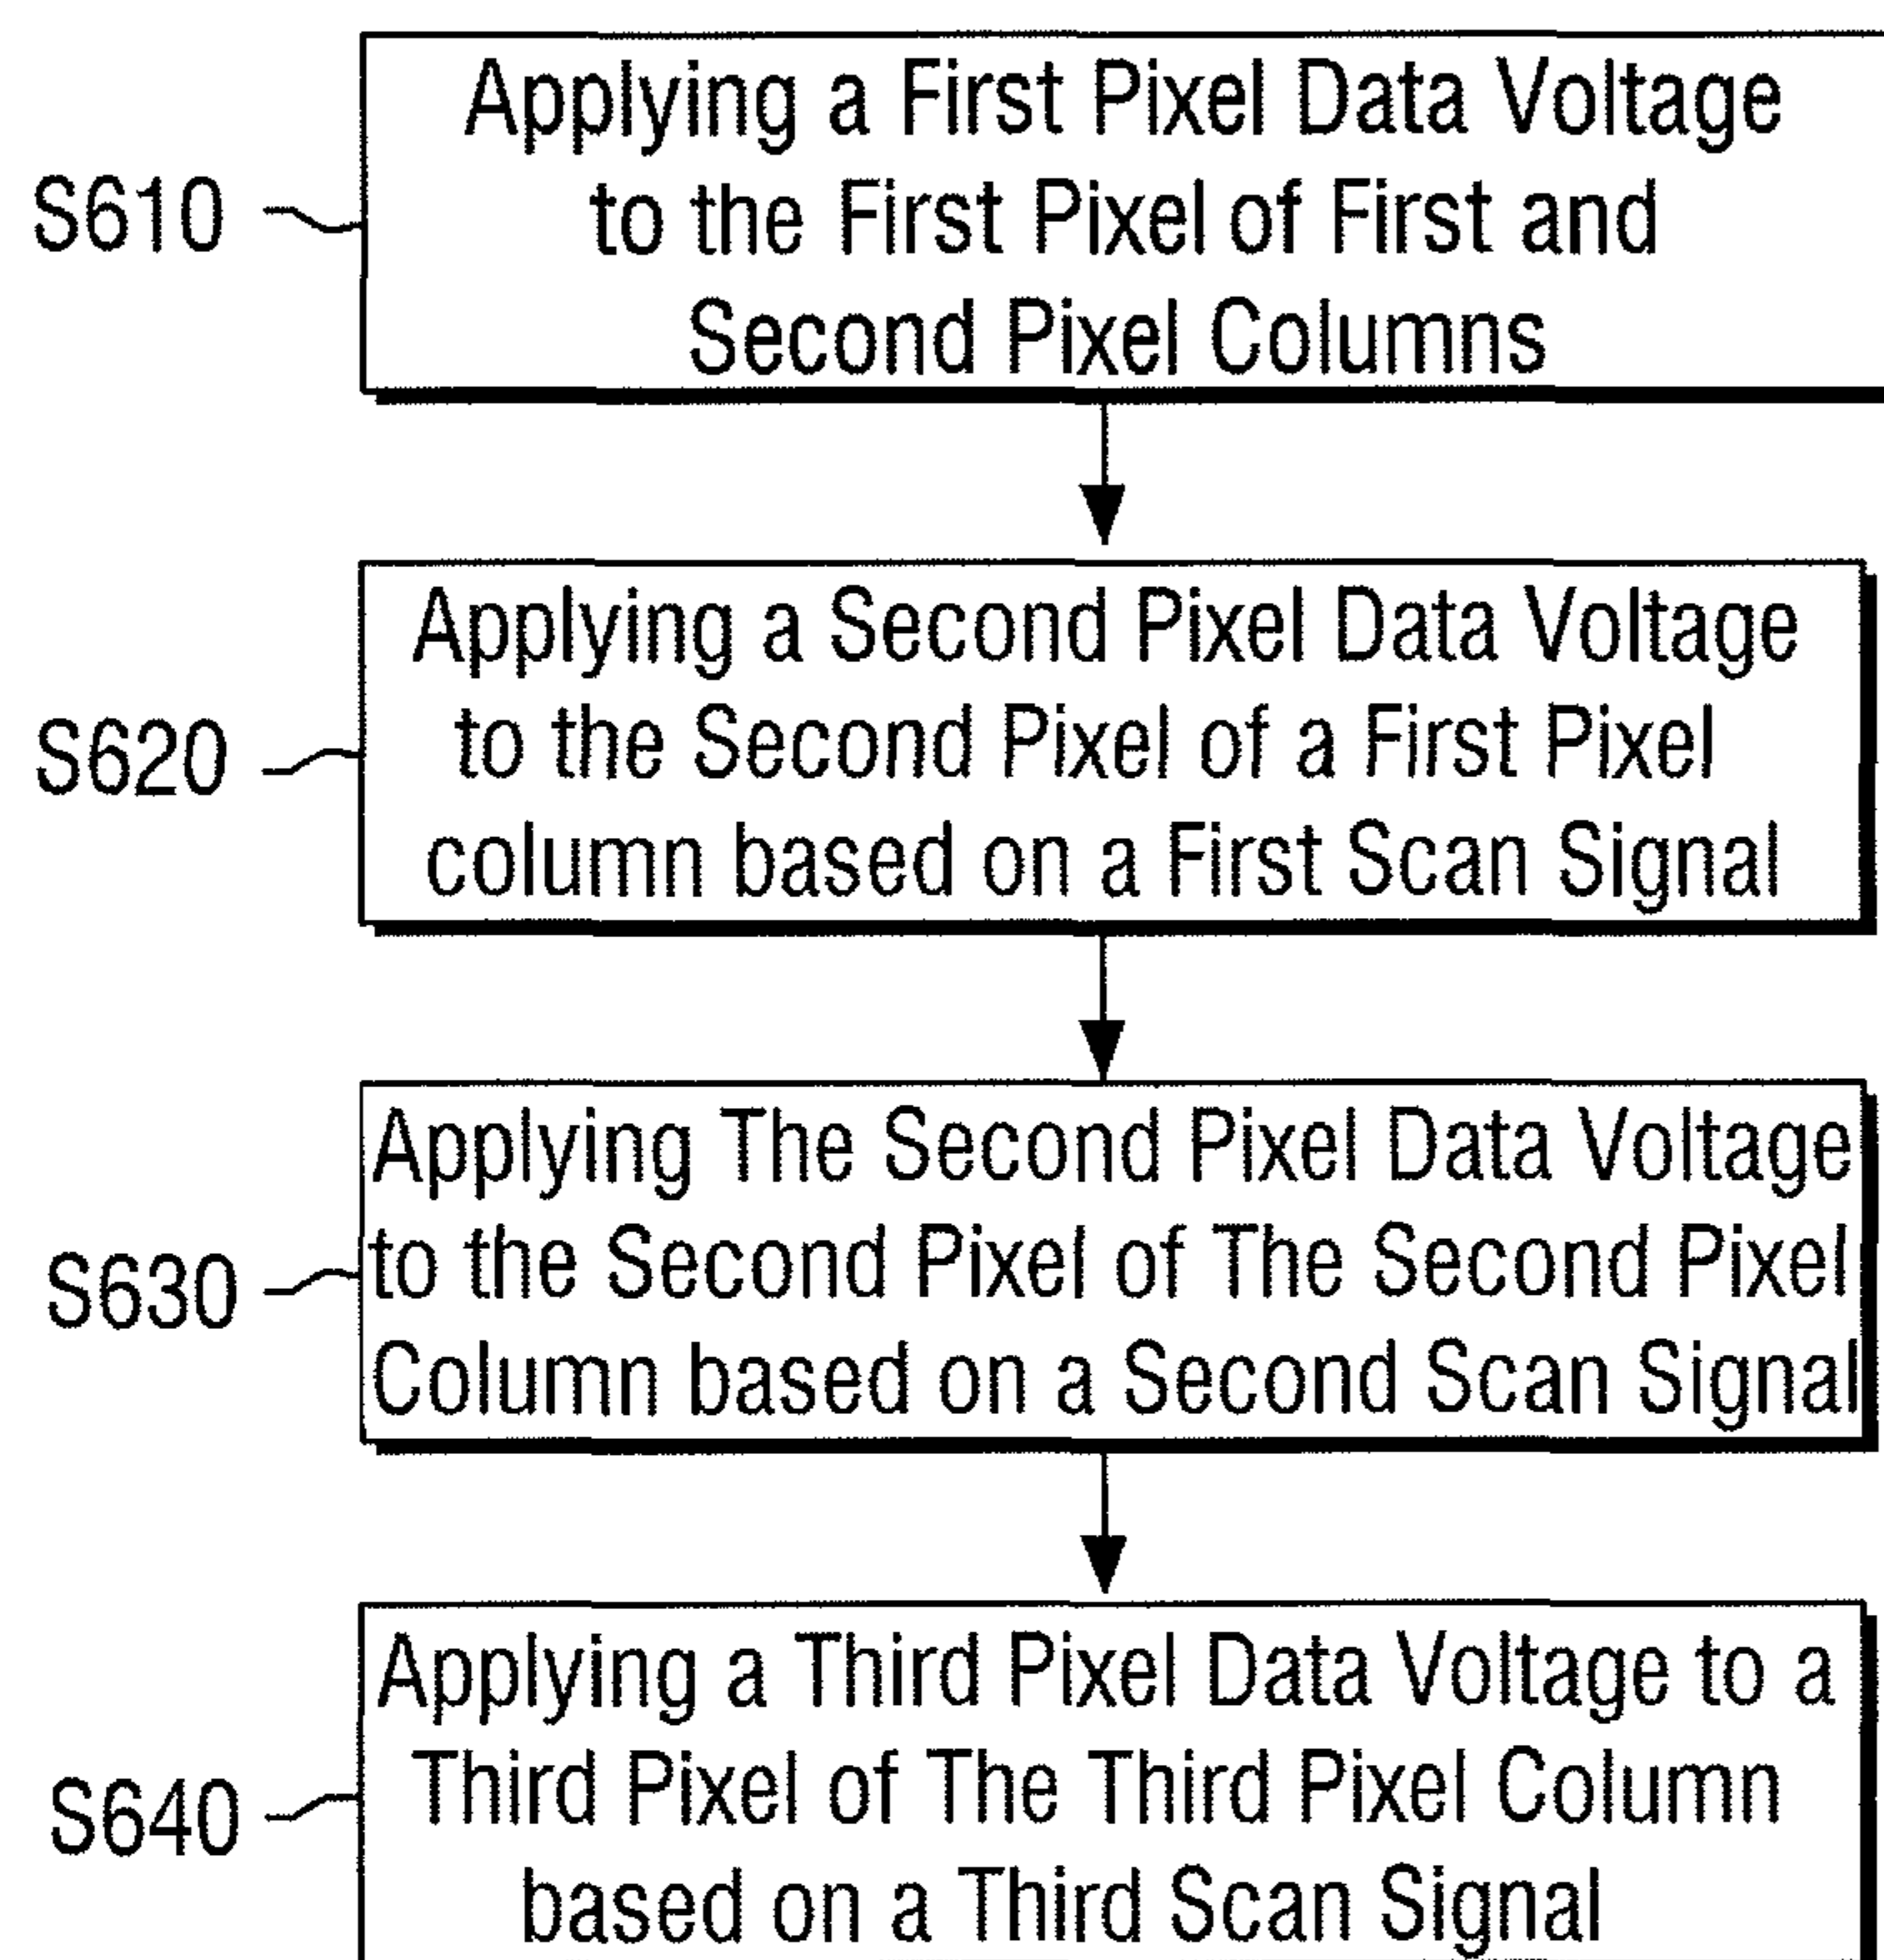 Applying a First Pixel Data Voltage
S610
to the First Pixel of First and
Second Pixel Columns
Applying a Second Pixel Data Voltage
S620
to the Second Pixel of a First Pixel
column based on a First Scan Signal
Applying The Second Pixel Data Voltage
S630
to the Second Pixel of The Second Pixel
Column based on a Second Scan Signal
Applying a Third Pixel Data Voltage to a
S640
Third Pixel of The Third Pixel Column
based on a Third Scan Signal